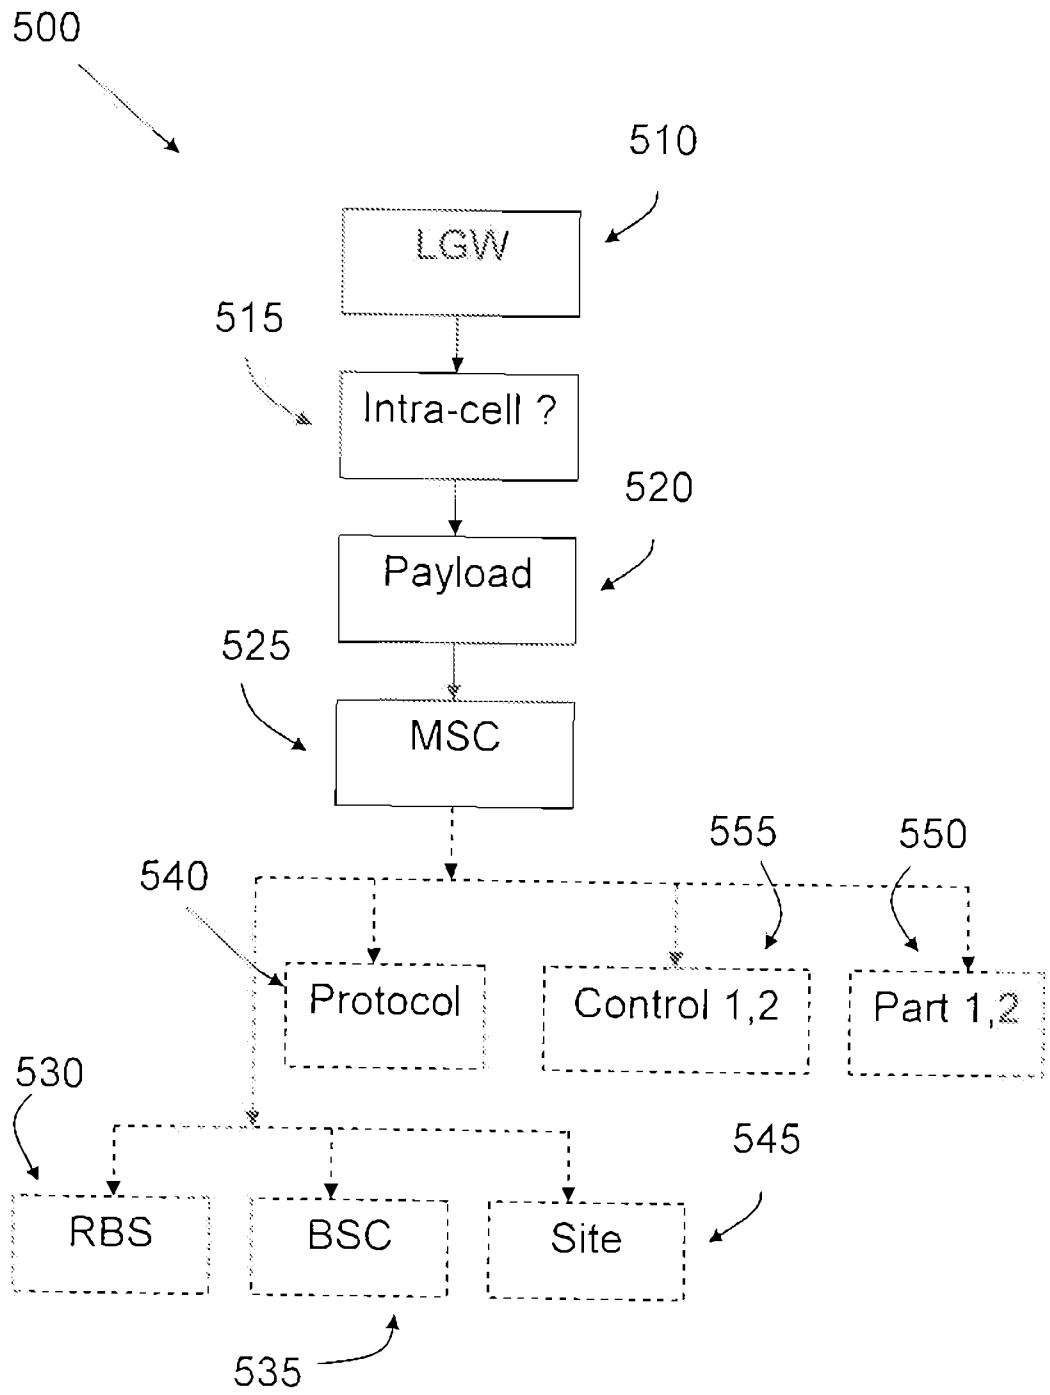 500
510
LGW
515
Intra-cell ?
520
Payload
525
MSC
555
550
540
Protocol
Control 1,2
Part 1,2
530
545
RBS
BSC
Site
535